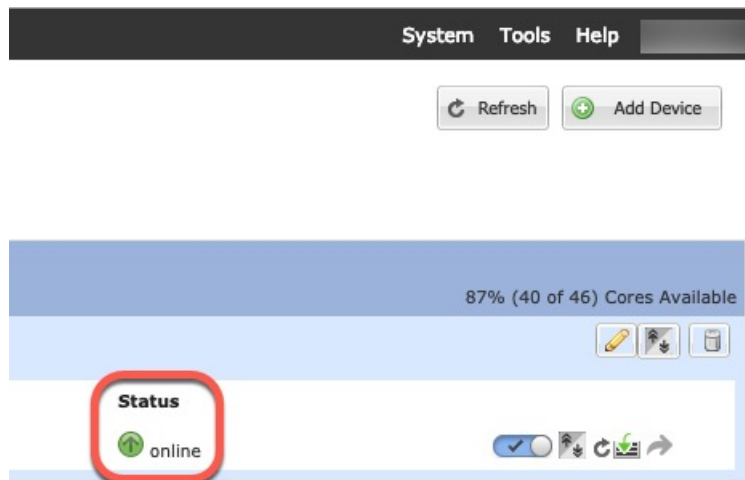 System Tools Help
Refresh Add Device
87% (40 of 46) Cores Available
Status
online